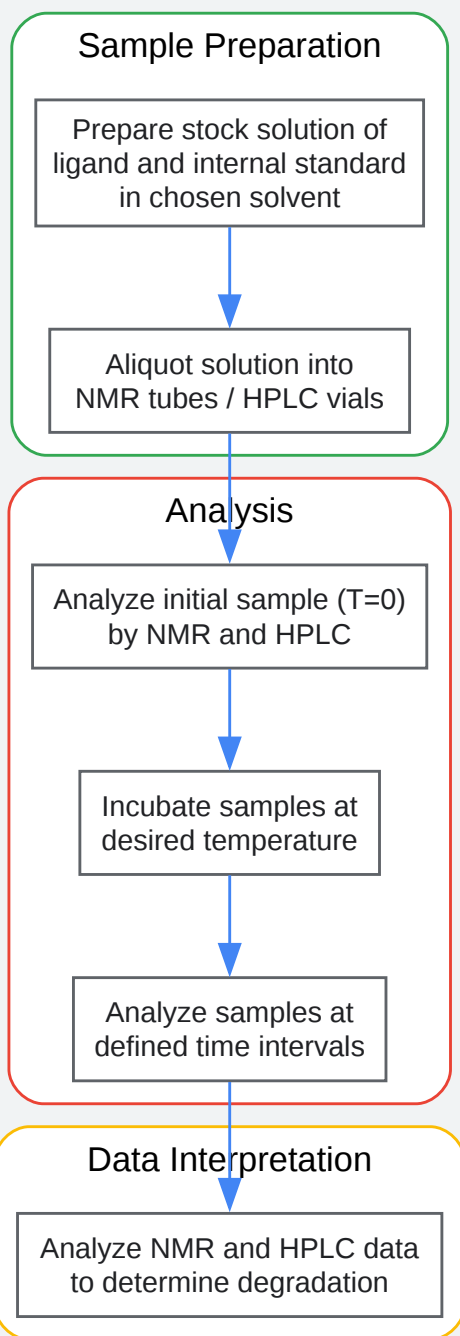 Sample Preparation
Prepare stock solution of
ligand and internal standard
in chosen solvent
Aliquot solution into
NMR tubes / HPLC vials
Analysis
Analyze initial sample (T=0)
by NMR and HPLC
Incubate samples at
desired temperature
Analyze samples at
defined time intervals
Data Interpretation
Analyze NMR and HPLC data
to determine degradation